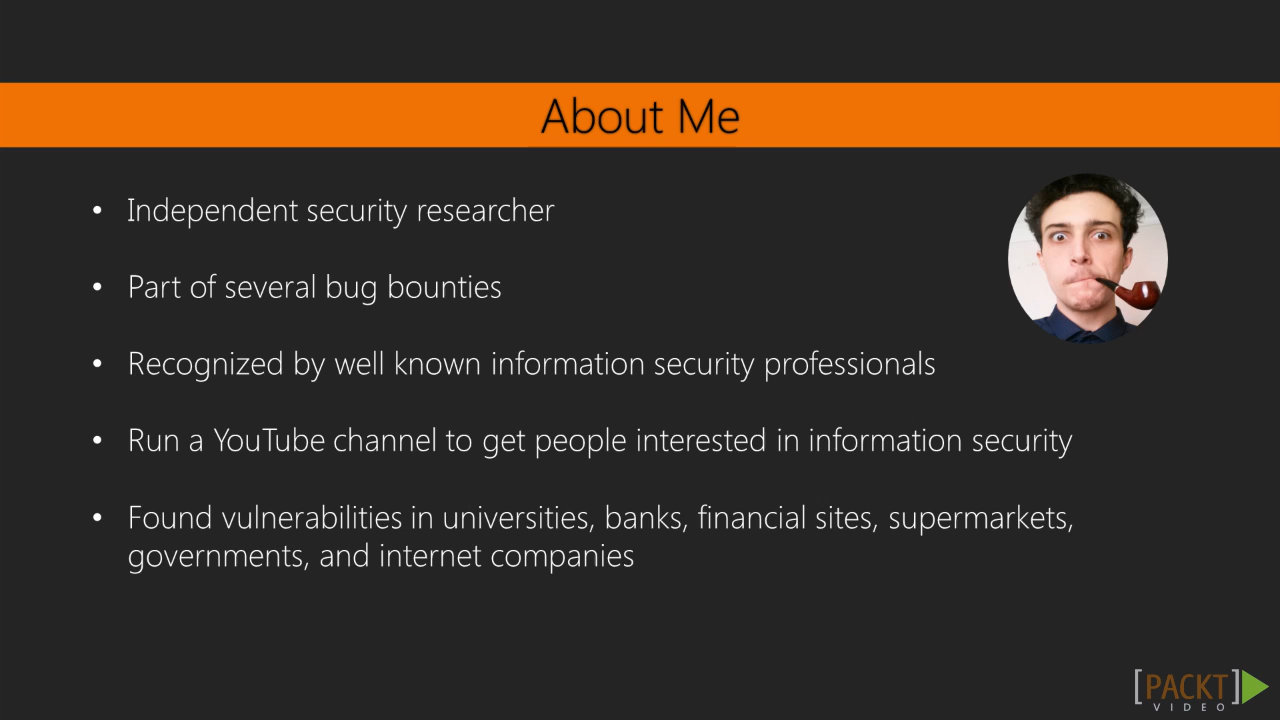 About Me
• Independent security researcher
• Part of several bug bounties
• Recognized by well known information security professionals
• Run a YouTube channel to get people interested in information security
• Found vulnerabilities in universities, banks, financial sites, supermarkets,
governments, and internet companies
[PACKT]
VIDEO